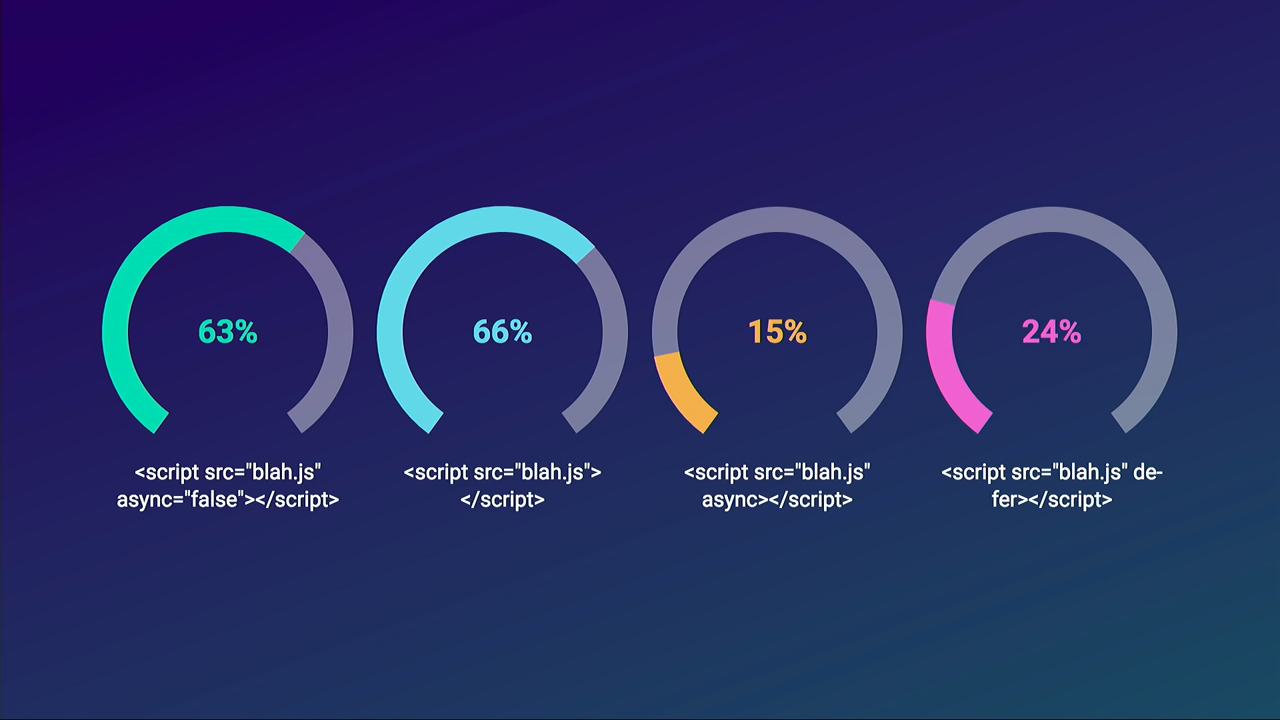 63%
66%
15%
24%
<script src="blah.js"
async="false"></script>
<script src="blah.js">
</script>
<script src="blah.js"
async></script>
<script src="blah.js" de-
fer></script>